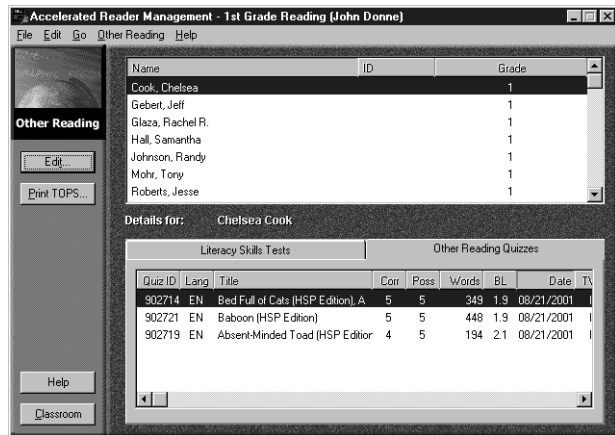 Accelerated Reader Management - 1st Grade Reading (John Donne)
File Edit Go Other Reading Help
Name ID Grade
Cook, Chelsea 1
Gebert, Jeff 1
Glaza, Rachel R. 1
Hall, Samantha 1
Johnson, Randy 1
Mohr, Tony 1
Roberts, Jesse 1
Other Reading
Edit...
Print TOPS...
Details for: Chelsea Cook
Literacy Skills Tests Other Reading Quizzes
Quiz ID Lang Title Corr Poss Words BL Date
902714 EN Bed Full of Cats (HSP Edition), A 5 5 349 1.9 08/21/2001
902721 EN Baboon (HSP Edition) 5 5 448 1.9 08/21/2001
902719 EN Absent-Minded Toad (HSP Edition 4 5 194 2.1 08/21/2001
Help
Classroom